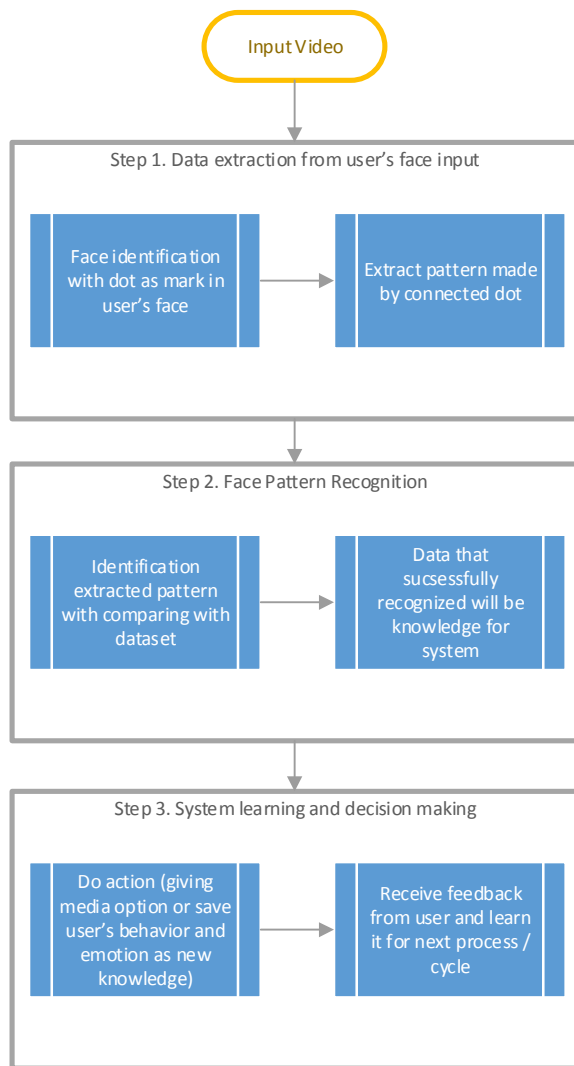 Input Video
Step 1. Data extraction from user's face input
Face identification
with dot as mark in
user's face
Extract pattern made
by connected dot
Step 2. Face Pattern Recognition
Identification
extracted pattern
with comparing with
dataset
Data that
sucsessfully
recognized will be
knowledge for
system
Step 3. System learning and decision making
Do action (giving
media option or save
user's behavior and
emotion as new
knowledge)
Receive feedback
from user and learn
it for next process /
cycle